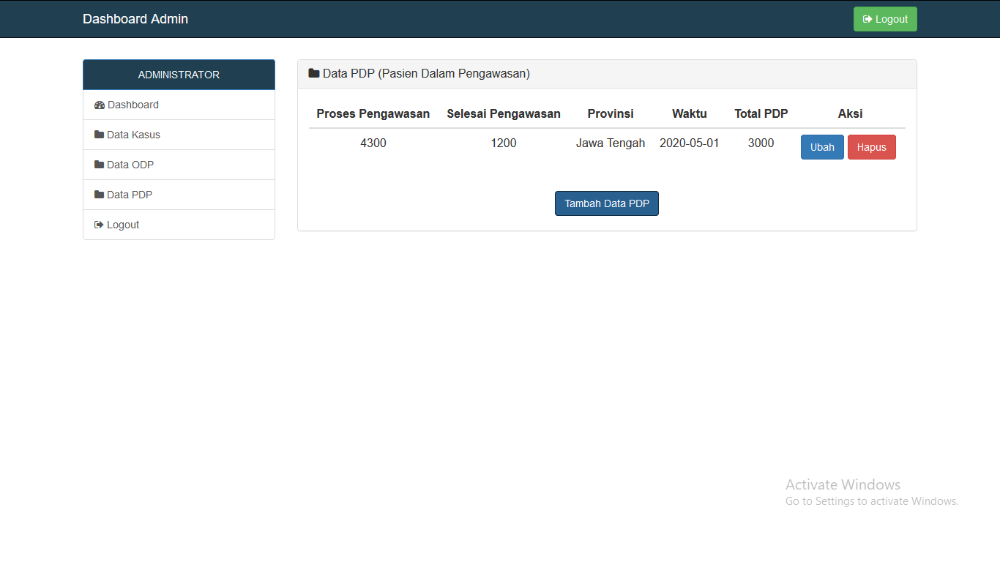 Dashboard Admin
Logout
ADMINISTRATOR
Dashboard
Data Kasus
Data ODP
Data PDP
Logout
Data PDP (Pasien Dalam Pengawasan)
Proses Pengawasan Selesai Pengawasan Provinsi Waktu Total PDP Aksi
4300 1200 Jawa Tengah 2020-05-01 3000 Ubah Hapus
Tambah Data PDP
Activate Windows
Go to Settings to activate Windows.